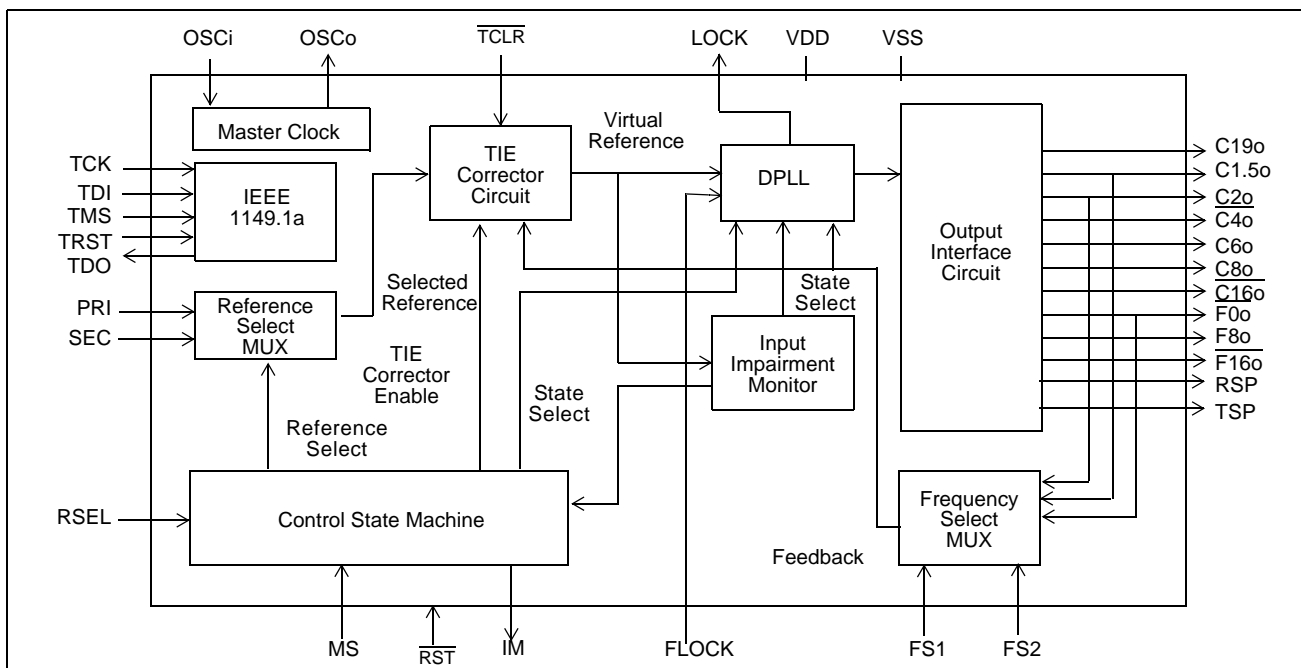 OSCi
OSCo
TCLR
LOCK
VDD
VSS
Master Clock
TIE
Corrector
Circuit
Virtual
Reference
DPLL
Output
Interface
Circuit
TCK
TDI
TMS
TRST
TDO
IEEE
1149.1a
PRI
SEC
Reference
Select
MUX
Selected
Reference
TIE
Corrector
Enable
State
Select
State
Select
Input
Impairment
Monitor
Reference
Select
C19o
C1.5o
C2o
C4o
C6o
C8o
C16o
F0o
F8o
F16o
RSP
TSP
RSEL
Control State Machine
Feedback
Frequency
Select
MUX
MS
RST
IM
FLOCK
FS1
FS2